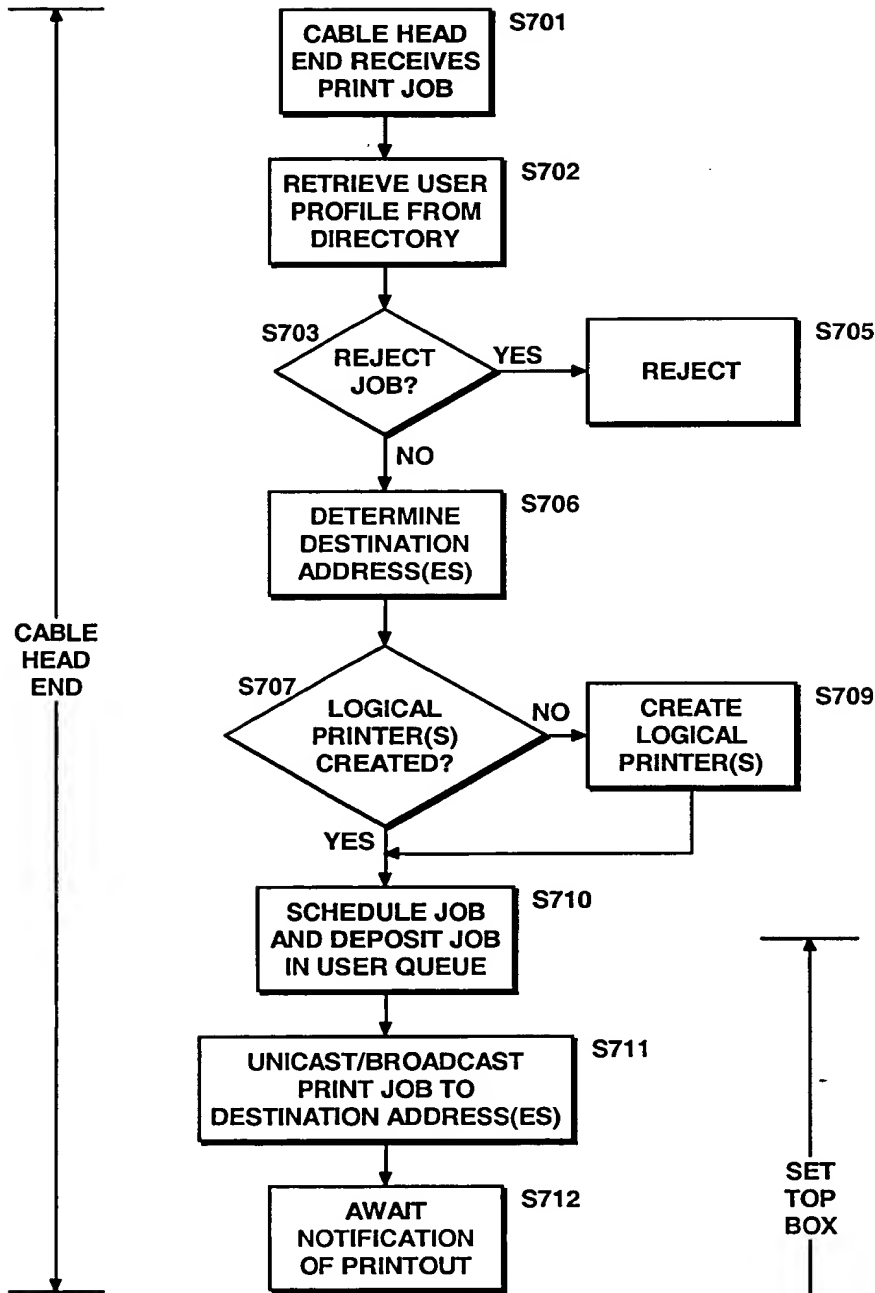 S701
CABLE HEAD
END RECEIVES
PRINT JOB
S702
RETRIEVE USER
PROFILE FROM
DIRECTORY
S703
REJECT
JOB?
YES
S705
REJECT
NO
S706
DETERMINE
DESTINATION
ADDRESS(ES)
CABLE
HEAD
END
S707
LOGICAL
PRINTER(S)
CREATED?
NO
S709
CREATE
LOGICAL
PRINTER(S)
YES
S710
SCHEDULE JOB
AND DEPOSIT JOB
IN USER QUEUE
S711
UNICAST/BROADCAST
PRINT JOB TO
DESTINATION ADDRESS(ES)
S712
AWAIT
NOTIFICATION
OF PRINTOUT
SET
TOP
BOX